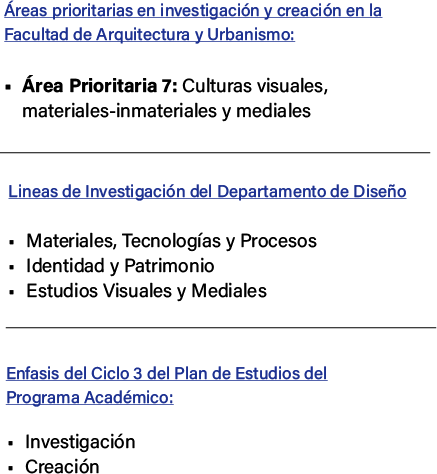 Áreas prioritarias en investigación y creación en la
Facultad de Arquitectura y Urbanismo:
▪ Área Prioritaria 7: Culturas visuales,
materiales-inmateriales y mediales
Lineas de Investigación del Departamento de Diseño
▪ Materiales, Tecnologías y Procesos
▪ Identidad y Patrimonio
▪ Estudios Visuales y Mediales
Enfasis del Ciclo 3 del Plan de Estudios del
Programa Académico:
▪ Investigación
▪ Creación